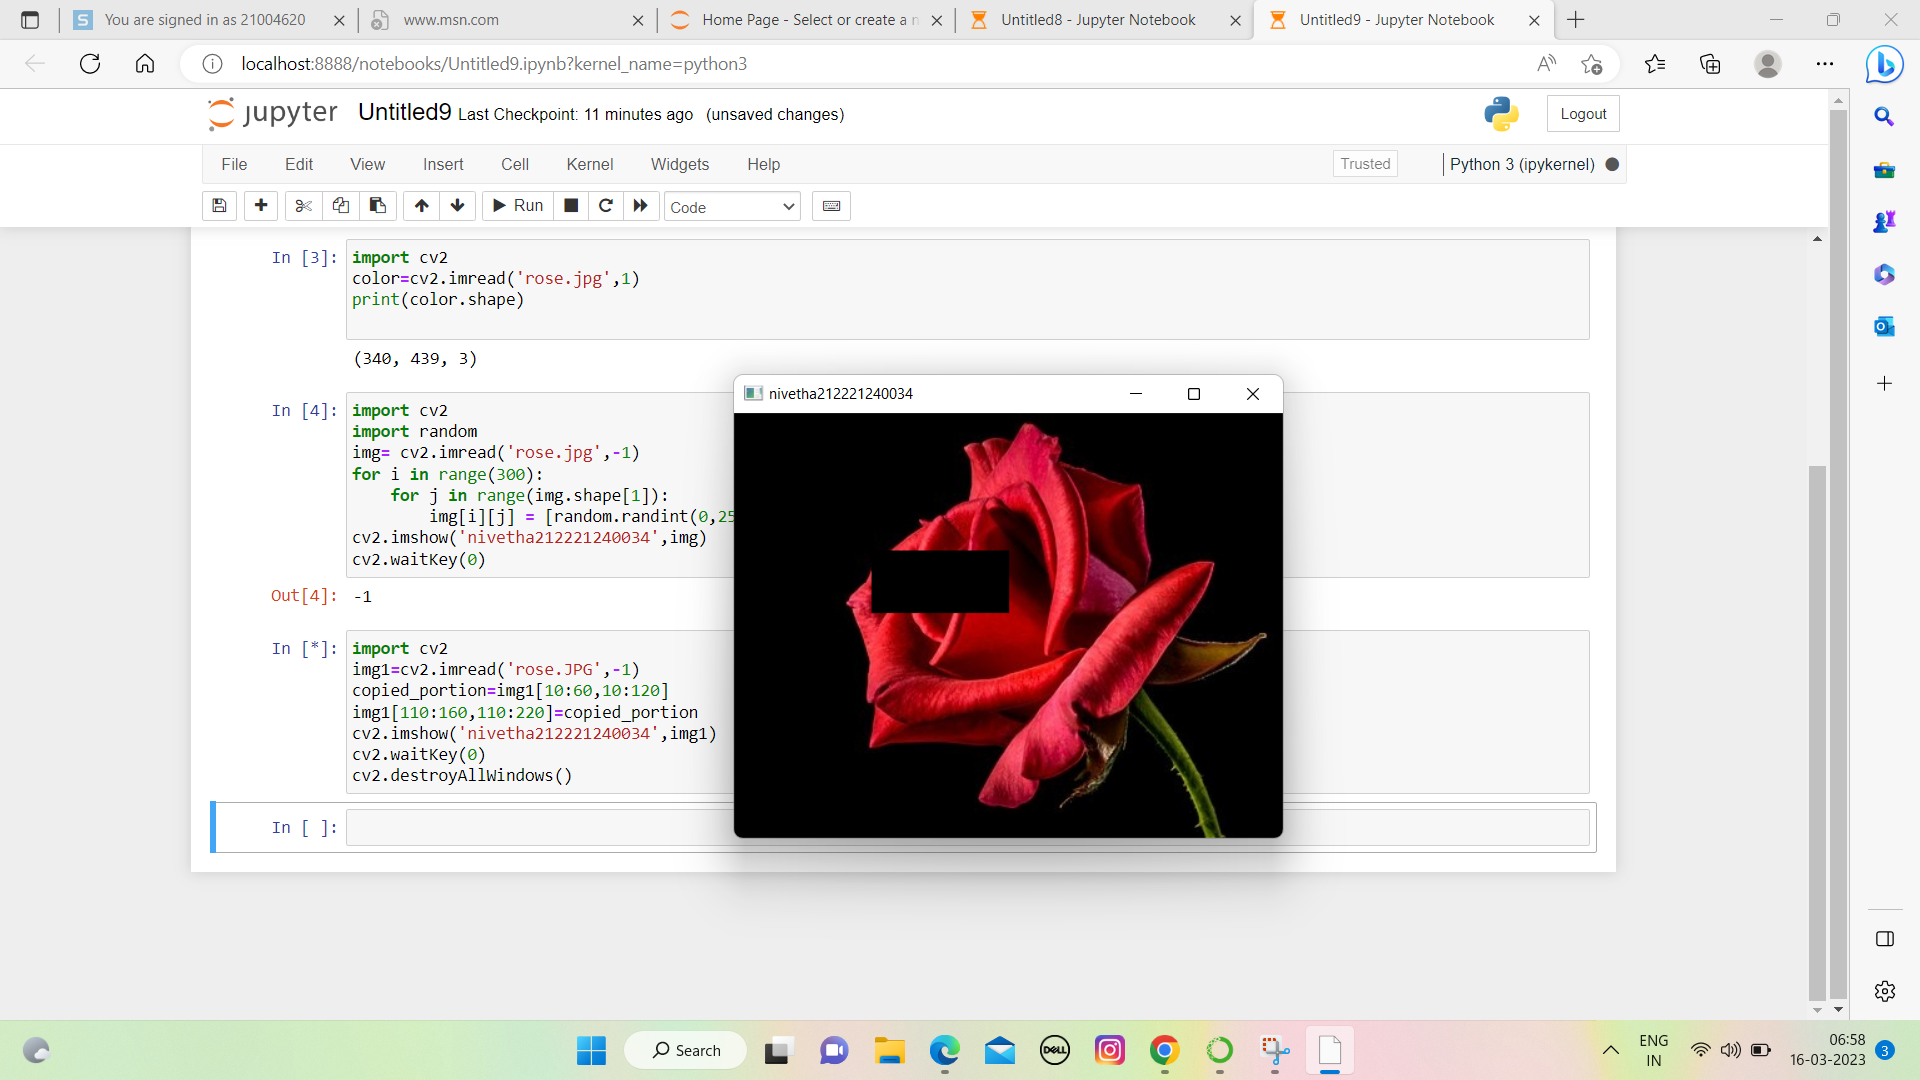 You are signed in as 21004620
www.msn.com
Home Page - Select or create a n
Untitled8 - Jupyter Notebook
Untitled9 - Jupyter Notebook
localhost:8888/notebooks/Untitled9.ipynb?kernel_name=python3
jupyter Untitled9 Last Checkpoint: 11 minutes ago (unsaved changes)
Logout
File Edit View Insert Cell Kernel Widgets Help
Trusted
Python 3 (ipykernel)
Run
Code
In [3]:
import cv2
color=cv2.imread('rose.jpg',1)
print(color.shape)
(340, 439, 3)
In [4]:
import cv2
import random
img= cv2.imread('rose.jpg',-1)
for i in range(300):
    for j in range(img.shape[1]):
        img[i][j] = [random.randint(0,25
cv2.imshow('nivetha212221240034',img)
cv2.waitKey(0)
Out[4]: -1
In [*]:
import cv2
img1=cv2.imread('rose.JPG',-1)
copied_portion=img1[10:60,10:120]
img1[110:160,110:220]=copied_portion
cv2.imshow('nivetha212221240034',img1)
cv2.waitKey(0)
cv2.destroyAllWindows()
In [ ]:
nivetha212221240034
Search
DELL
ENG
IN
06:58
16-03-2023
3